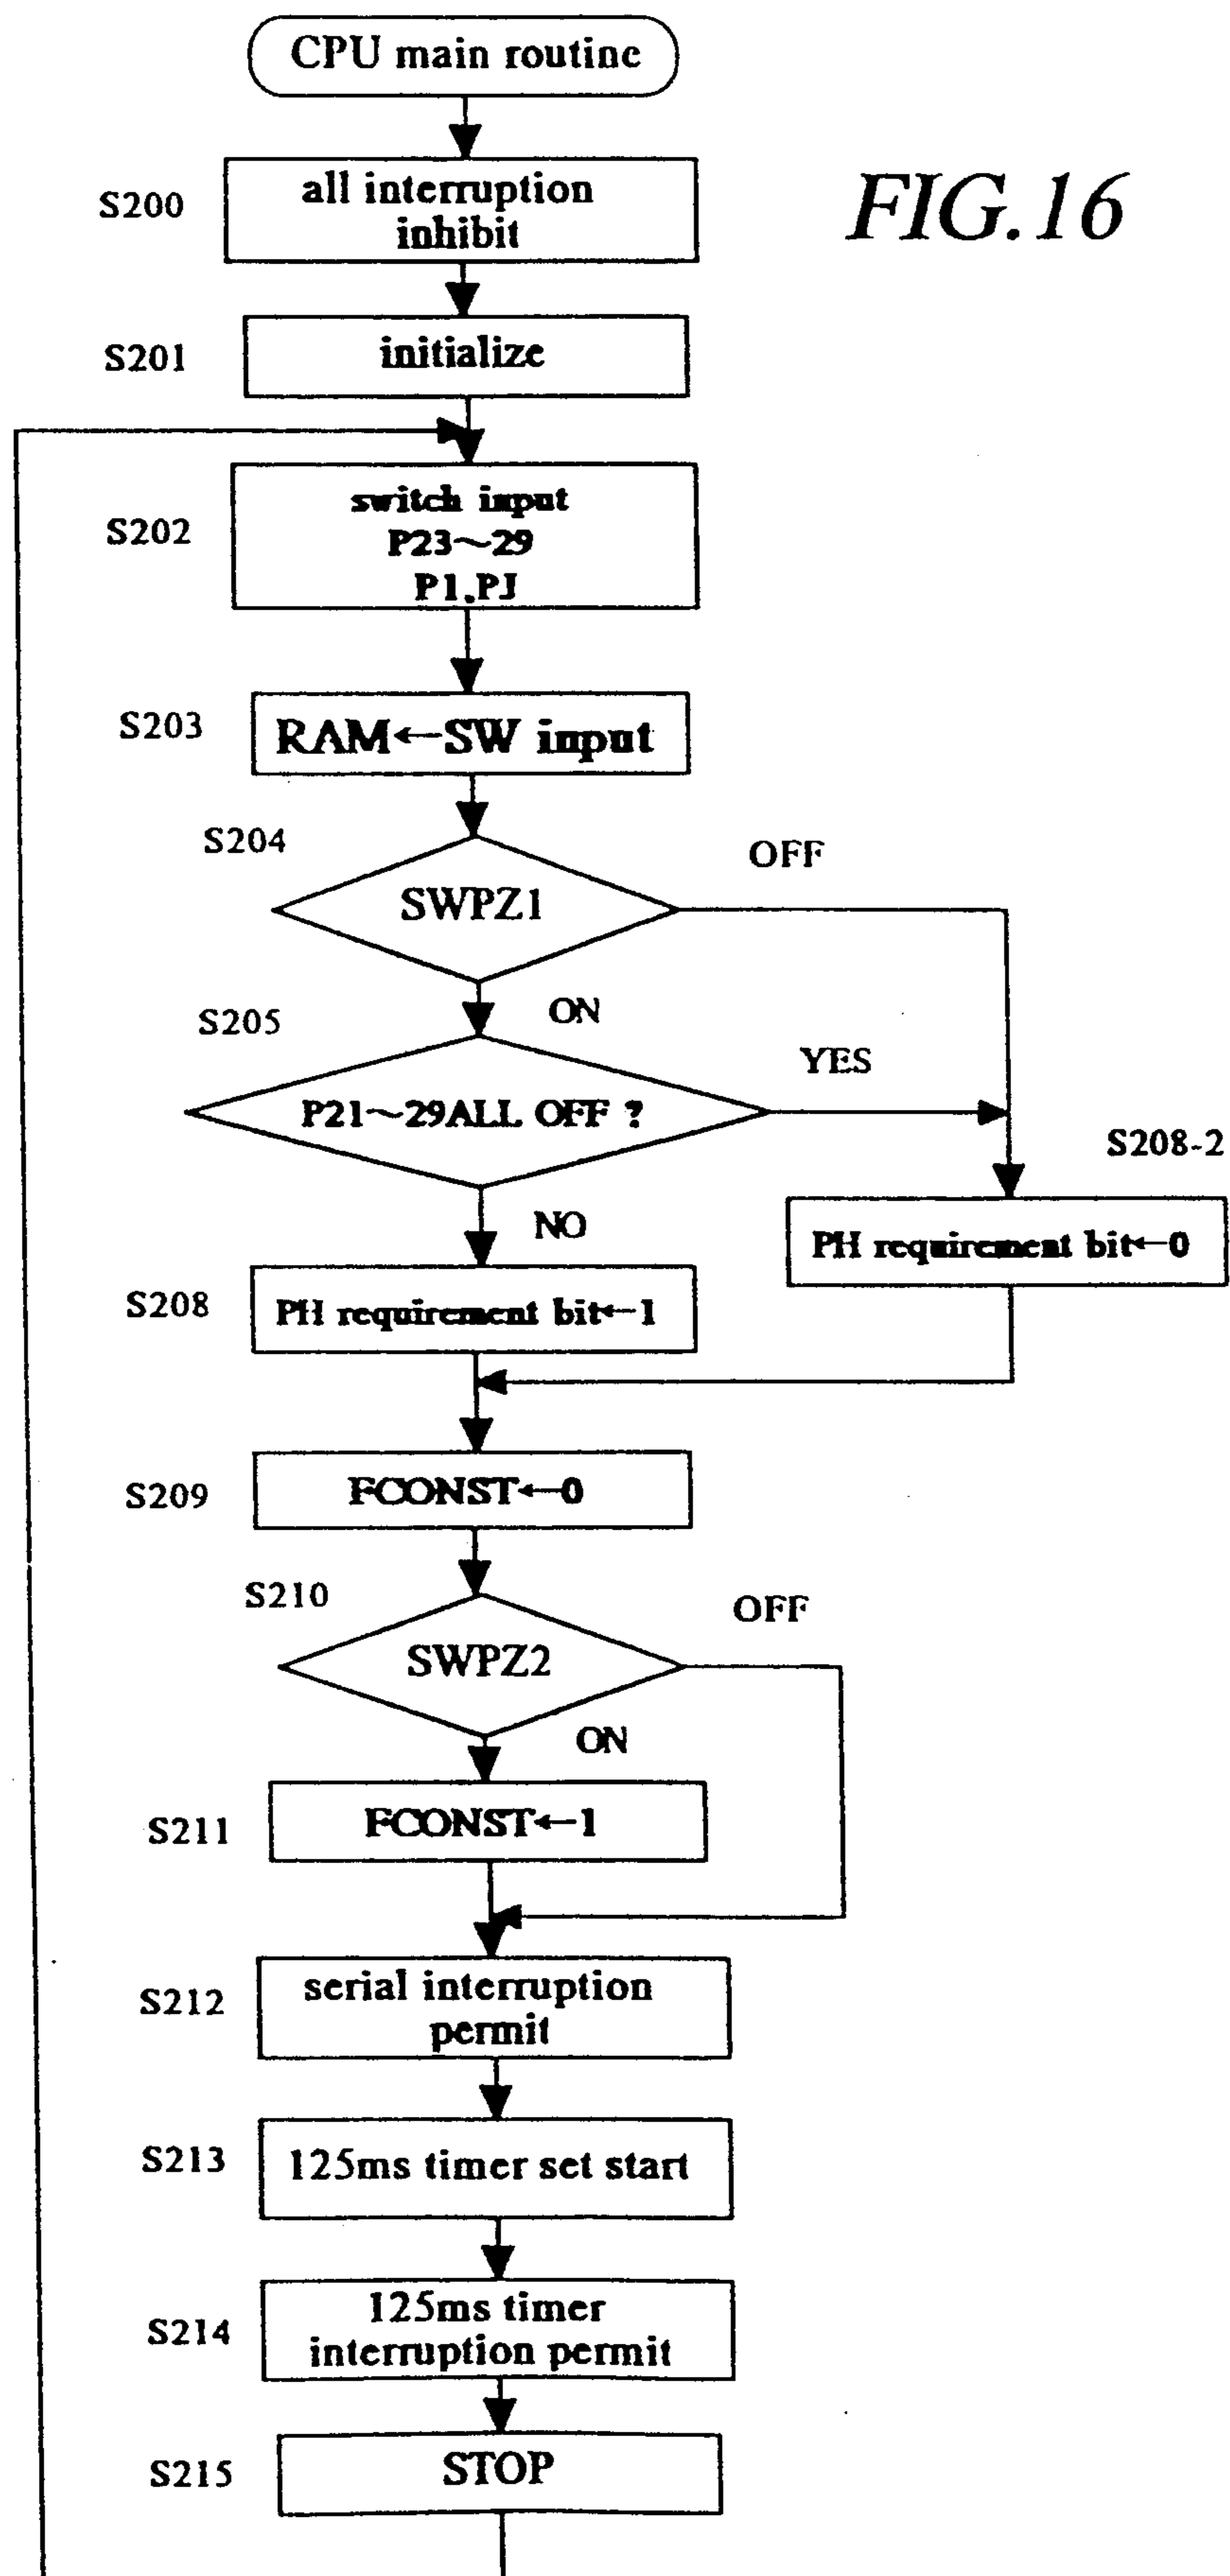 CPU main routine
FIG.16
S200
all interruption
inhibit
S201
initialize
S202
switch input
P23~29
P1.PJ
S203
RAM←SW input
S204
SWPZ1
OFF
ON
S205
P21~29ALL OFF ?
YES
NO
S208-2
PH requirement bit←0
S208
PH requirement bit←1
S209
FCONST←0
S210
SWPZ2
OFF
ON
S211
FCONST←1
S212
serial interruption
permit
S213
125ms timer set start
S214
125ms timer
interruption permit
S215
STOP